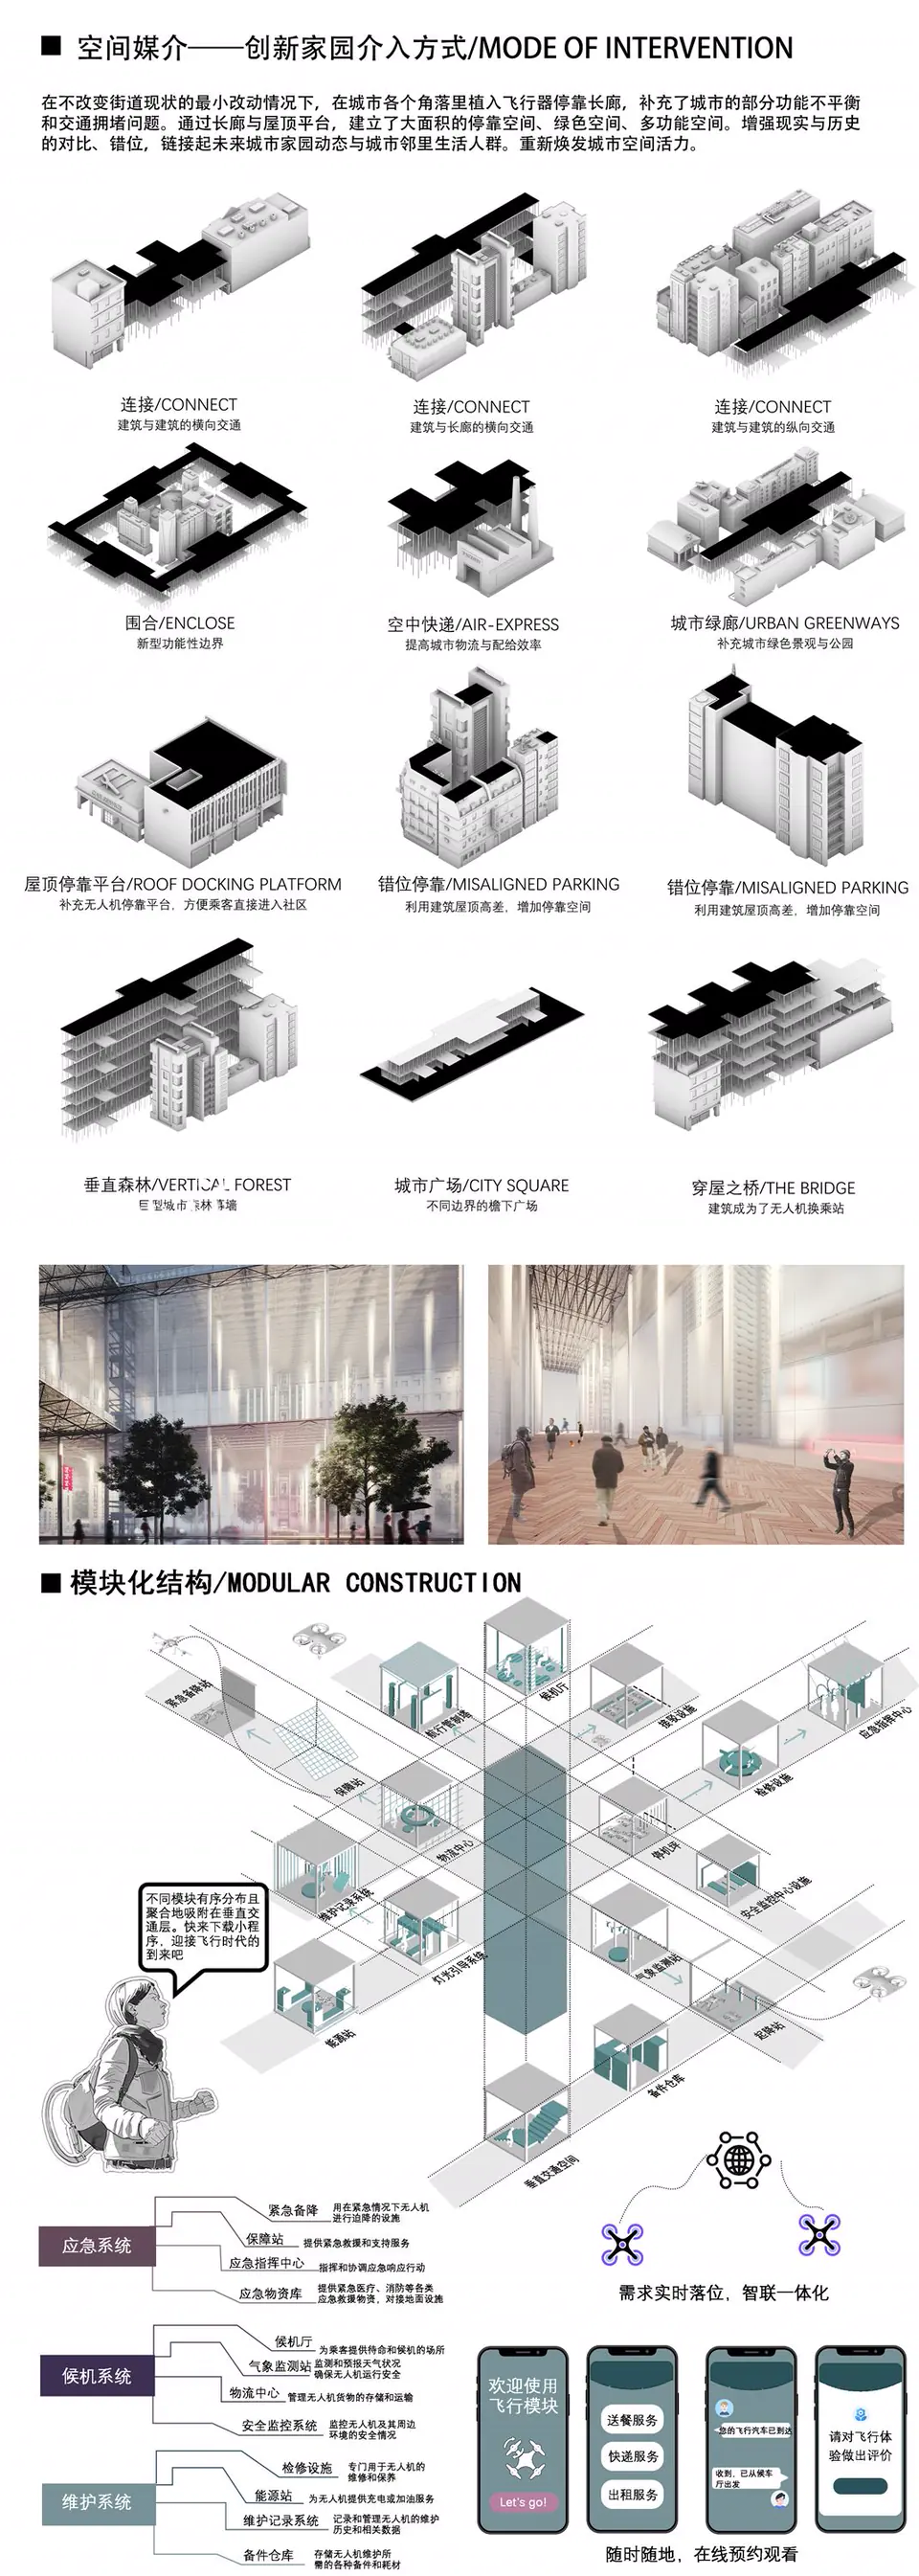 空间媒介——创新家园介入方式/MODE OF INTERVENTION
在不改变街道现状的最小改动情况下，在城市各个角落里植入飞行器停靠长廊，补充了城市的部分功能不平衡
和交通拥堵问题。通过长廊与屋顶平台，建立了大面积的停靠空间、绿色空间、多功能空间。增强现实与历史
的对比、错位，链接起未来城市家园动态与城市邻里生活人群。重新焕发城市空间活力。
连接/CONNECT
建筑与建筑的横向交通
连接/CONNECT
建筑与长廊的横向交通
连接/CONNECT
建筑与建筑的纵向交通
围合/ENCLOSE
新型功能性边界
空中快递/AIR-EXPRESS
提高城市物流与配给效率
城市绿廊/URBAN GREENWAYS
补充城市绿色景观与公园
屋顶停靠平台/ROOF DOCKING PLATFORM
补充无人机停靠平台，方便乘客直接进入社区
错位停靠/MISALIGNED PARKING
利用建筑屋顶高差，增加停靠空间
错位停靠/MISALIGNED PARKING
利用建筑屋顶高差，增加停靠空间
垂直森林/VERTICAL FOREST
城市
城市广场/CITY SQUARE
不同边界的檐下广场
穿屋之桥/THE BRIDGE
建筑成为了无人机换乘站
模块化结构/MODULAR CONSTRUCTION
紧急备降站
航行管制塔
候机厅
接驳设施
应急指挥中心
保障站
检修设施
物流中心
停机坪
维护记录系统
安全监控中心设施
灯光引导系统
气象监测站
能源站
起降站
备件仓库
垂直交通空间
不同模块有序分布且
聚合地吸附在垂直交
通层。快来下载小程
序，迎接飞行时代的
到来吧
应急系统
紧急备降
用在紧急情况下无人机
进行迫降的设施
保障站
提供紧急救援和支持服务
应急指挥中心
指挥和协调应急响应行动
应急物资库
提供紧急医疗、消防等各类
应急救援物资，对接地面设施
候机系统
候机厅
为乘客提供待命和候机的场所
气象监测站
监测和预报天气状况
确保无人机运行安全
物流中心
管理无人机货物的存储和运输
安全监控系统
监控无人机及其周边
环境的安全情况
维护系统
检修设施
专门用于无人机的
维修和保养
能源站
为无人机提供充电或加油服务
维护记录系统
记录和管理无人机的维护
历史和相关数据
备件仓库
存储无人机维护所
需的各种备件和耗材
需求实时落位，智联一体化
欢迎使用
飞行模块
Let's go!
送餐服务
快递服务
出租服务
您的飞行汽车已到达
收到，已从候车
厅出发
请对飞行体
验做出评价
随时随地，在线预约观看